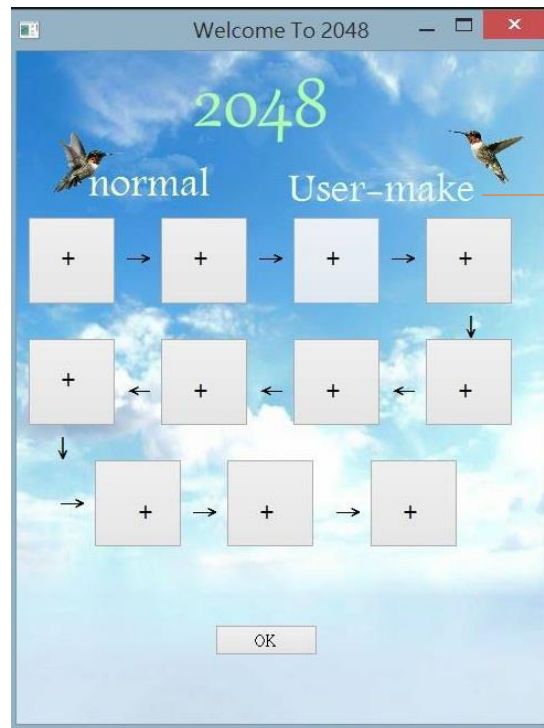 Welcome To 2048
2048
normal User-make
+ → + → + → +
↓
+ ← + ← + ← +
↓
→ + → + → +
OK